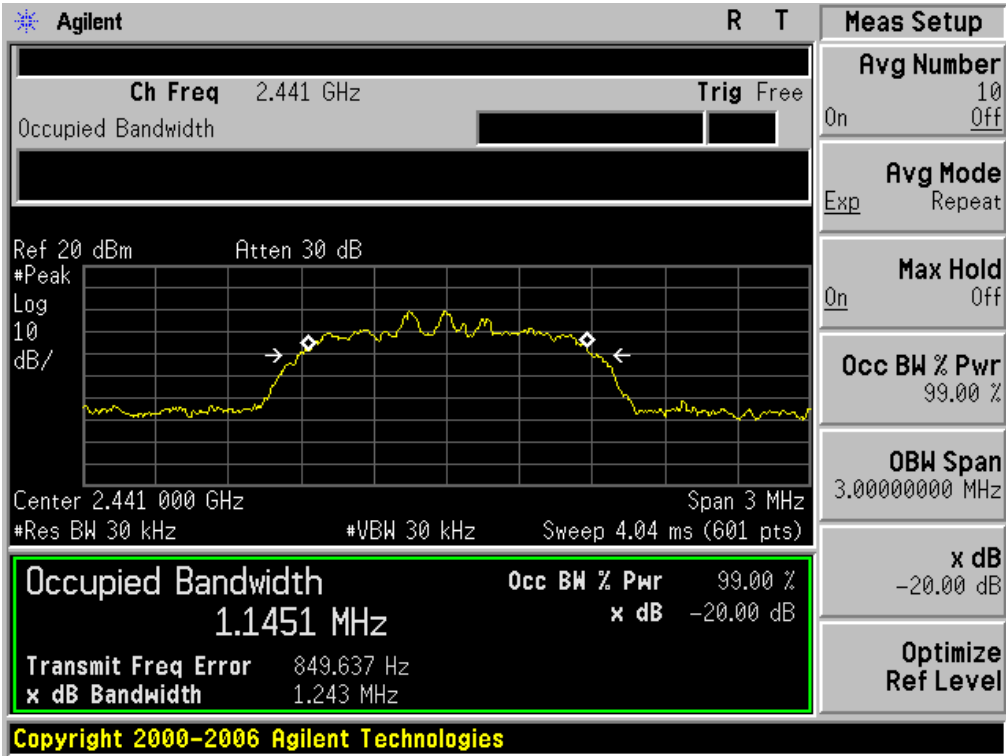 Agilent R T
Ch Freq 2.441 GHz Trig Free
Occupied Bandwidth
Ref 20 dBm Atten 30 dB
#Peak
Log
10
dB/
Center 2.441 000 GHz Span 3 MHz
#Res BW 30 kHz #VBW 30 kHz Sweep 4.04 ms (601 pts)
Occupied Bandwidth
1.1451 MHz
Occ BW % Pwr 99.00 %
x dB -20.00 dB
Transmit Freq Error 849.637 Hz
x dB Bandwidth 1.243 MHz
Copyright 2000-2006 Agilent Technologies
Meas Setup
Avg Number
10
On Off
Avg Mode
Exp Repeat
Max Hold
On Off
Occ BW % Pwr
99.00 %
OBW Span
3.00000000 MHz
x dB
-20.00 dB
Optimize
Ref Level